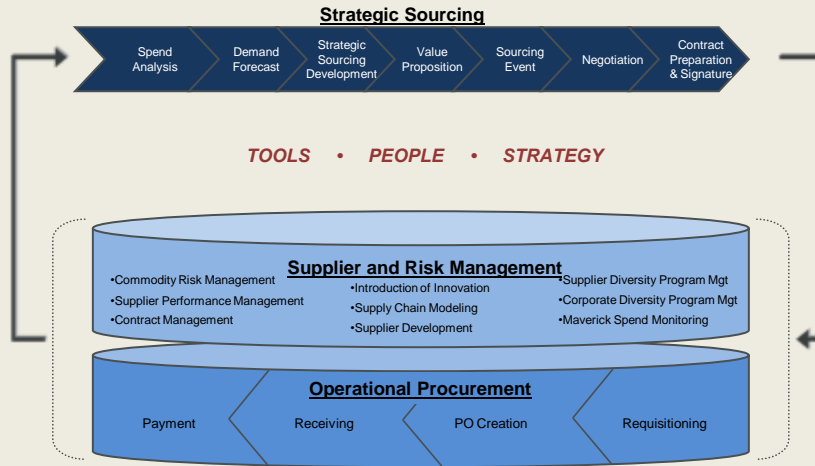 Strategic Sourcing
Spend
Analysis
Demand
Forecast
Strategic
Sourcing
Development
Value
Proposition
Sourcing
Event
Negotiation
Contract
Preparation
& Signature
TOOLS • PEOPLE • STRATEGY
Supplier and Risk Management
•Commodity Risk Management
•Supplier Performance Management
•Contract Management
•Introduction of Innovation
•Supply Chain Modeling
•Supplier Development
•Supplier Diversity Program Mgt
•Corporate Diversity Program Mgt
•Maverick Spend Monitoring
Operational Procurement
Payment
Receiving
PO Creation
Requisitioning